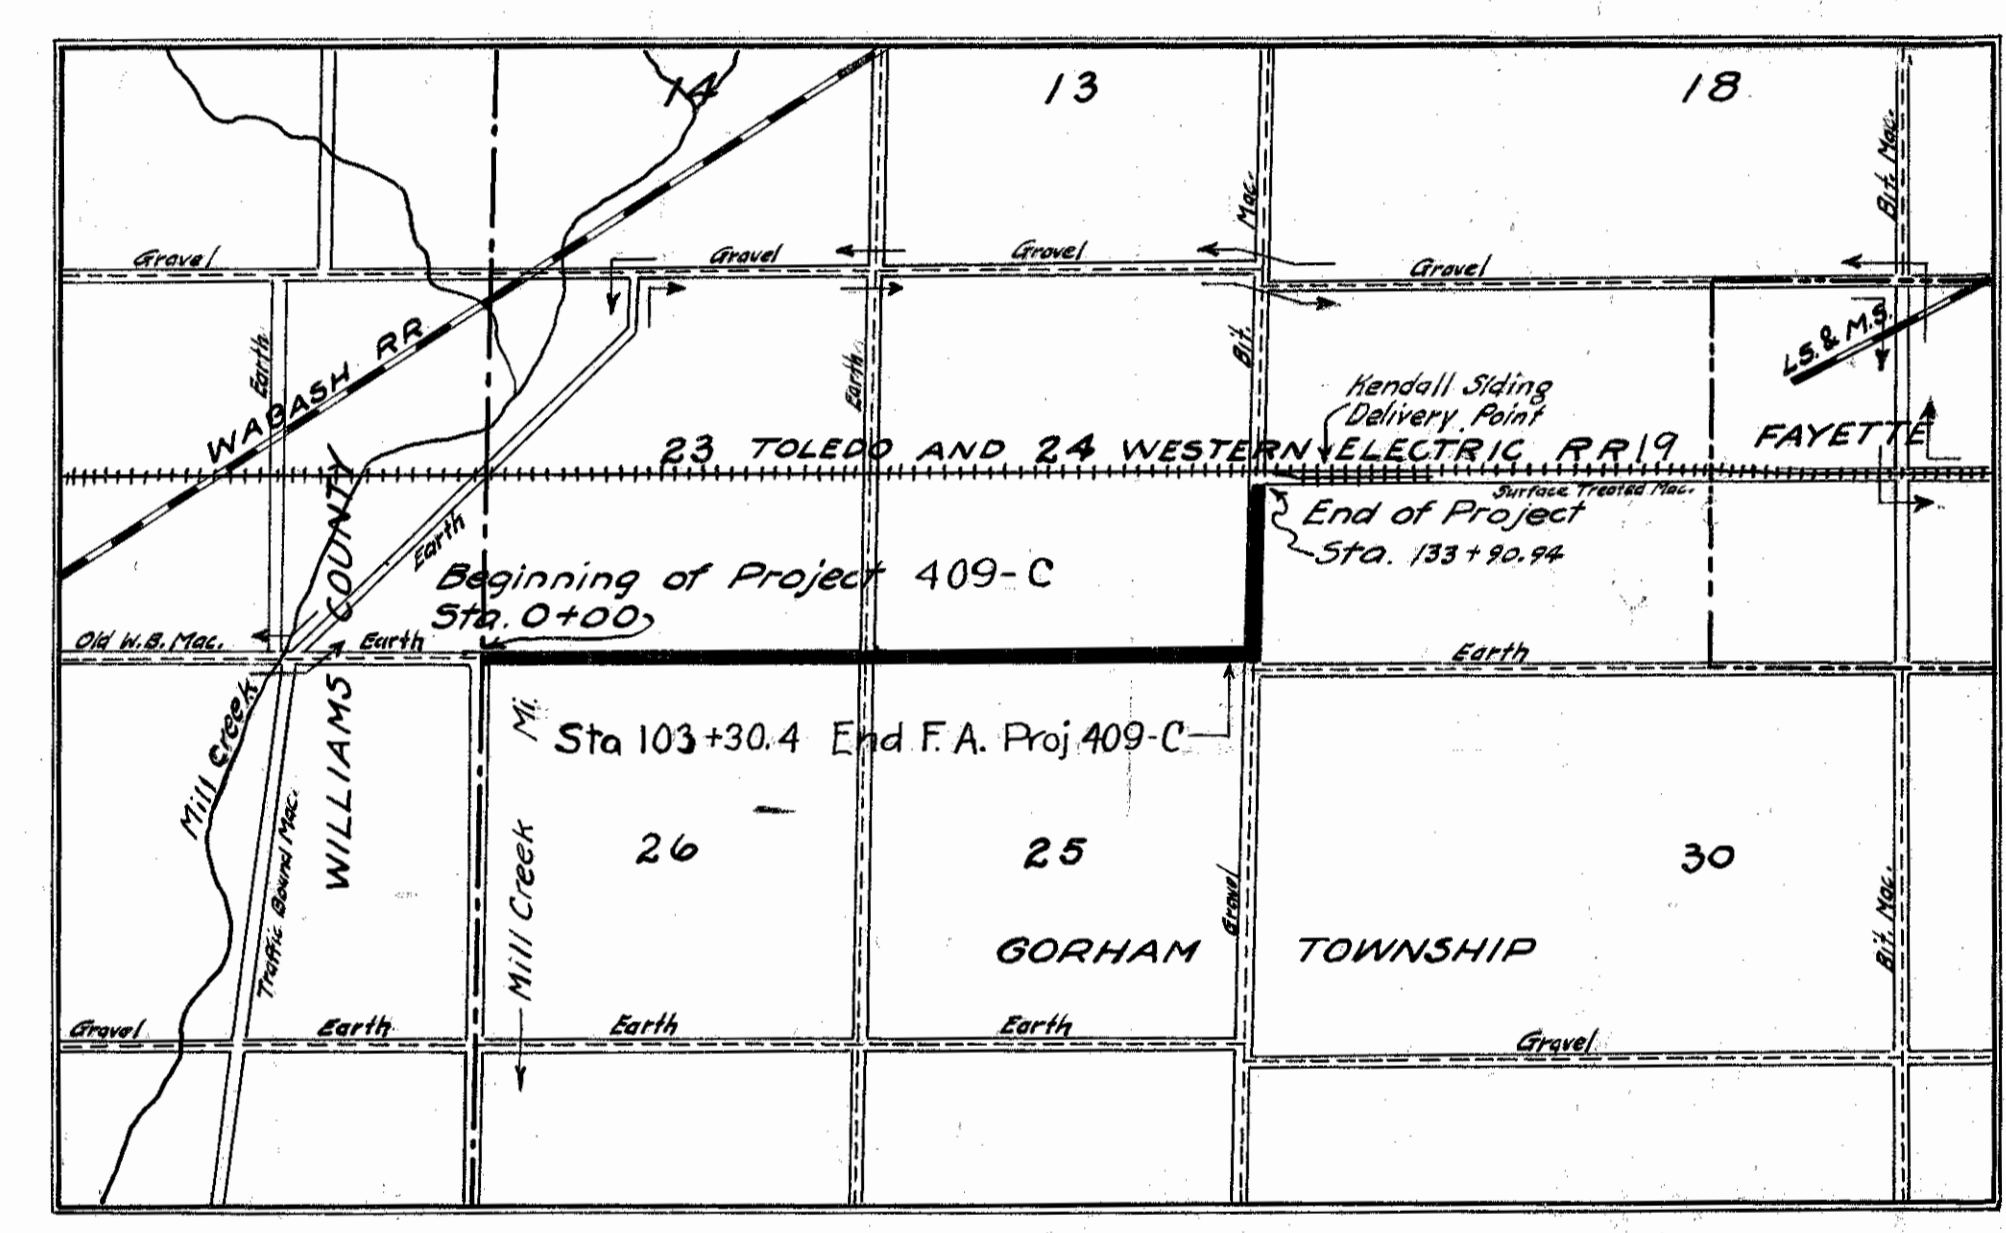 14
13
18
Bit. Mac.
Mac.
Gravel
Gravel
Gravel
Gravel
WABASH RR
Earth
Earth
Bit.
L.S. & M.S.
Kendall Siding
Delivery Point
23 TOLEDO AND 24 WESTERN ELECTRIC RR 19
FAYETTE
Surface Treated Mac.
End of Project
Sta. 133+90.94
Earth
Beginning of Project 409-C
Sta. 0+00
Old W.B. Mac.
Earth
Earth
WILLIAMS COUNTY
Mill Creek
Mill Creek Mi.
Sta 103+30.4 End F. A. Proj 409-C
Traffic Bound Mac.
26
25
30
Gravel
Bit. Mac.
GORHAM TOWNSHIP
Gravel
Earth
Earth
Earth
Gravel